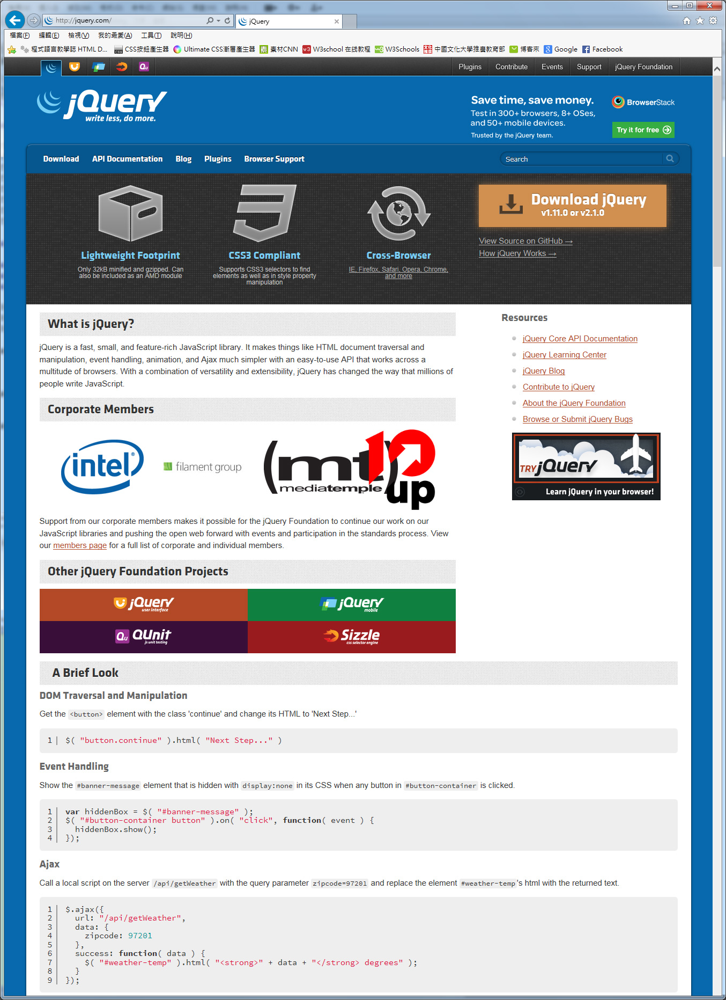 http://jquery.com/
jQuery
檔案(F) 編輯(E) 檢視(V) 我的最愛(A) 工具(T) 說明(H)
程式語言教學誌 HTML D... CSS按鈕產生器 Ultimate CSS漸層產生器 素材CNN W3school 在线教程 W3Schools 中國文化大學推廣教育部 博客來 Google Facebook
Plugins Contribute Events Support jQuery Foundation
jQuery
write less, do more.
Save time, save money.
Test in 300+ browsers, 8+ OSes,
and 50+ mobile devices.
Trusted by the jQuery team.
BrowserStack
Try it for free
Download API Documentation Blog Plugins Browser Support
Search
Lightweight Footprint
Only 32kB minified and gzipped. Can
also be included as an AMD module
CSS3 Compliant
Supports CSS3 selectors to find
elements as well as in style property
manipulation
Cross-Browser
IE, Firefox, Safari, Opera, Chrome,
and more
Download jQuery
v1.11.0 or v2.1.0
View Source on GitHub →
How jQuery Works →
What is jQuery?
jQuery is a fast, small, and feature-rich JavaScript library. It makes things like HTML document traversal and
manipulation, event handling, animation, and Ajax much simpler with an easy-to-use API that works across a
multitude of browsers. With a combination of versatility and extensibility, jQuery has changed the way that millions of
people write JavaScript.
Resources
jQuery Core API Documentation
jQuery Learning Center
jQuery Blog
Contribute to jQuery
About the jQuery Foundation
Browse or Submit jQuery Bugs
TRY jQuery
Learn jQuery in your browser!
Corporate Members
intel®
filament group
(mt)
mediatemple
10
up
Support from our corporate members makes it possible for the jQuery Foundation to continue our work on our
JavaScript libraries and pushing the open web forward with events and participation in the standards process. View
our members page for a full list of corporate and individual members.
Other jQuery Foundation Projects
jQuery
user interface
jQuery
mobile
Qu QUnit
js unit testing
Sizzle
css selector engine
A Brief Look
DOM Traversal and Manipulation
Get the <button> element with the class 'continue' and change its HTML to 'Next Step...'
1 $( "button.continue" ).html( "Next Step..." )
Event Handling
Show the #banner-message element that is hidden with display:none in its CSS when any button in #button-container is clicked.
1 var hiddenBox = $( "#banner-message" );
2 $( "#button-container button" ).on( "click", function( event ) {
3 hiddenBox.show();
4 });
Ajax
Call a local script on the server /api/getWeather with the query parameter zipcode=97201 and replace the element #weather-temp's html with the returned text.
1 $.ajax({
2 url: "/api/getWeather",
3 data: {
4 zipcode: 97201
5 },
6 success: function( data ) {
7 $( "#weather-temp" ).html( "<strong>" + data + "</strong> degrees" );
8 }
9 });